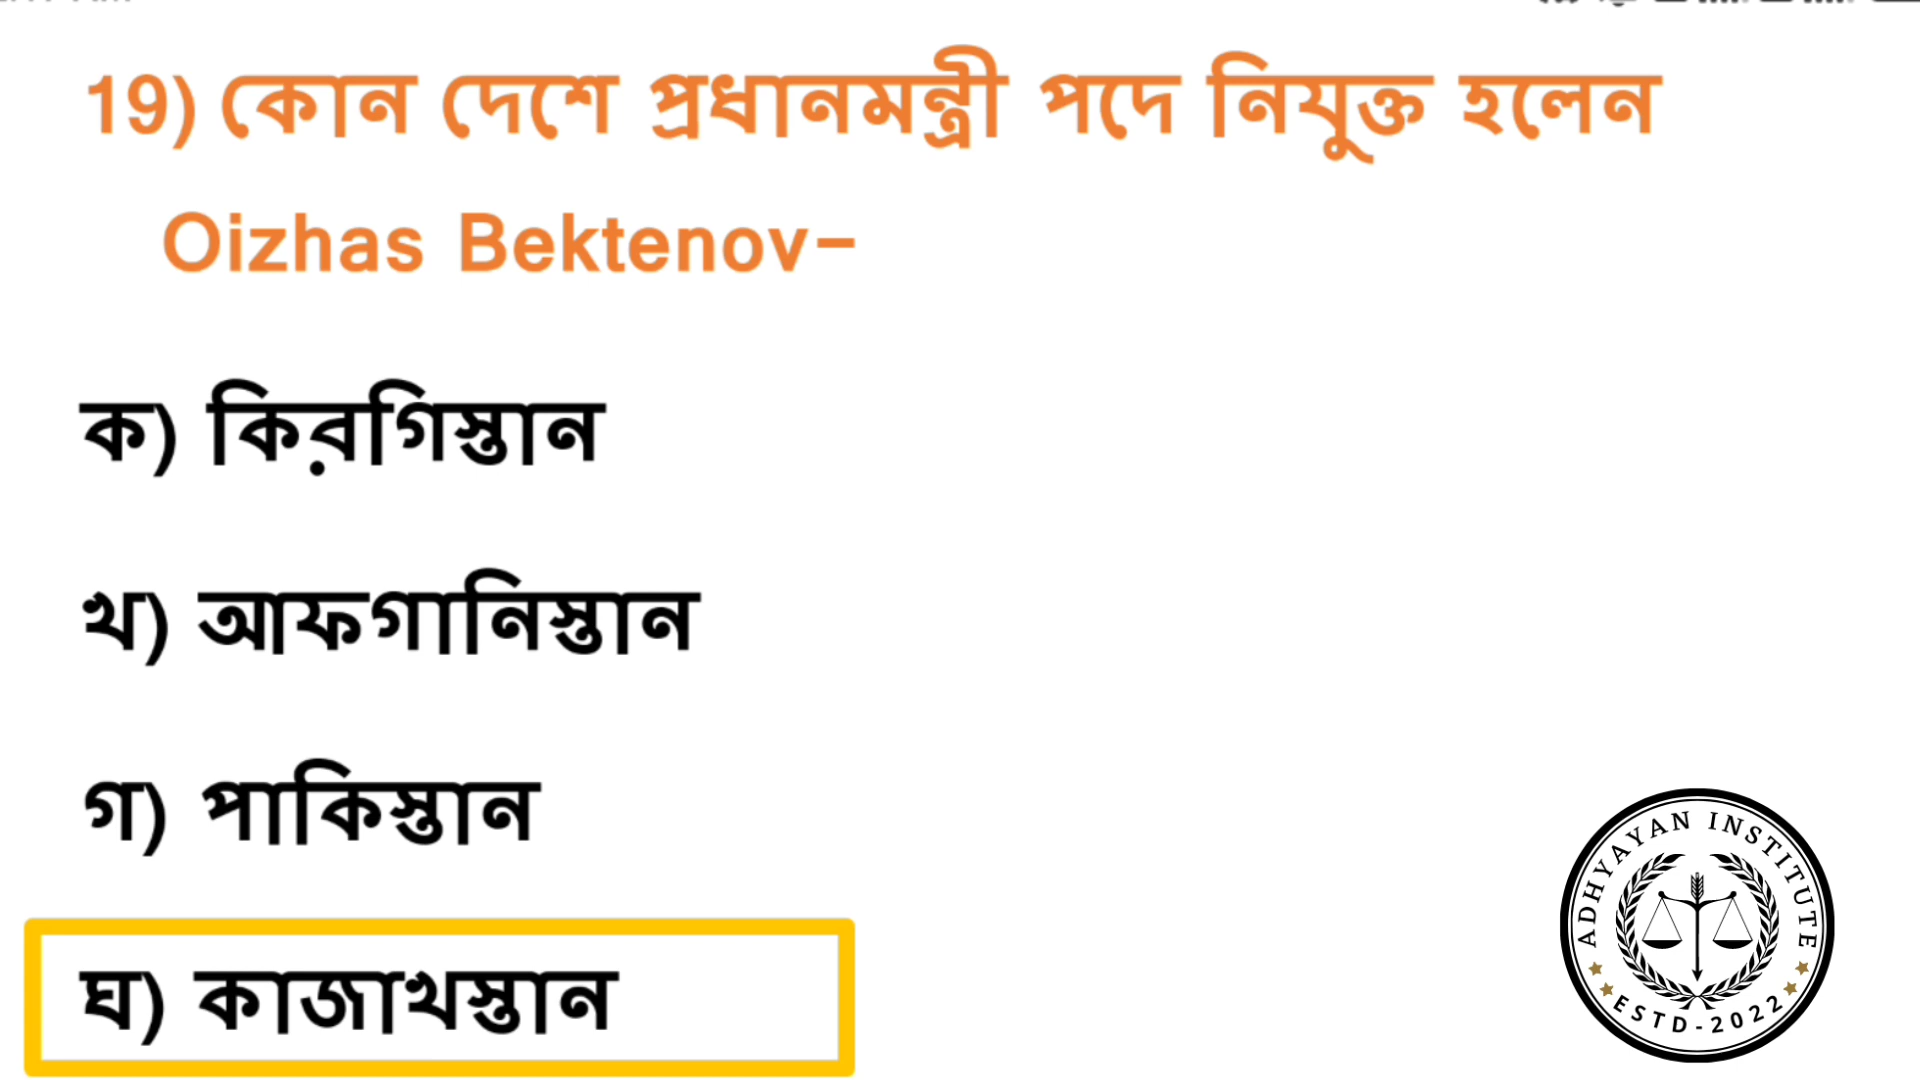 19) কোন দেশে প্রধানমন্ত্রী পদে নিযুক্ত হলেন
Oizhas Bektenov-
ক) কিরগিস্তান
খ) আফগানিস্তান
গ) পাকিস্তান
ঘ) কাজাখস্তান
ADHYAYAN INSTITUTE
ESTD-2022